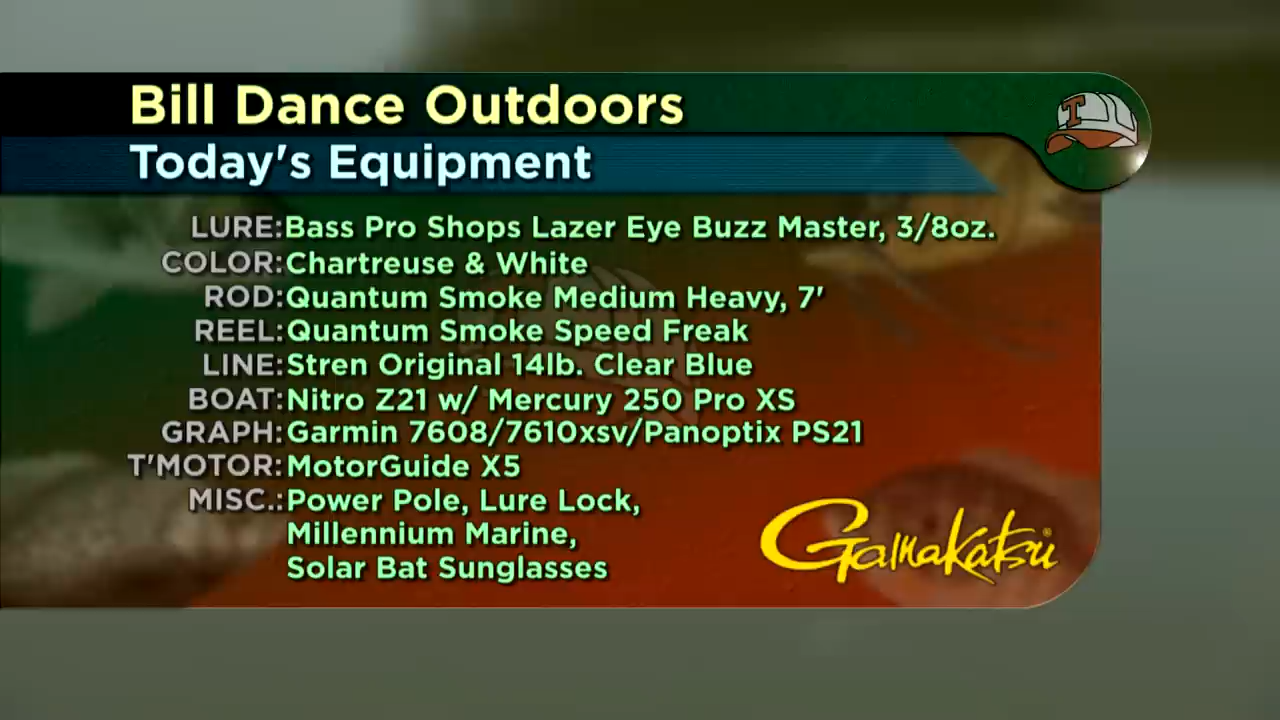 Bill Dance Outdoors
T
Today's Equipment
LURE: Bass Pro Shops Lazer Eye Buzz Master, 3/8oz.
COLOR: Chartreuse & White
ROD: Quantum Smoke Medium Heavy, 7'
REEL: Quantum Smoke Speed Freak
LINE: Stren Original 14lb. Clear Blue
BOAT: Nitro Z21 w/ Mercury 250 Pro XS
GRAPH: Garmin 7608/7610xsv/Panoptix PS21
T'MOTOR: MotorGuide X5
MISC.: Power Pole, Lure Lock,
Millennium Marine,
Solar Bat Sunglasses
Gamakatsu®